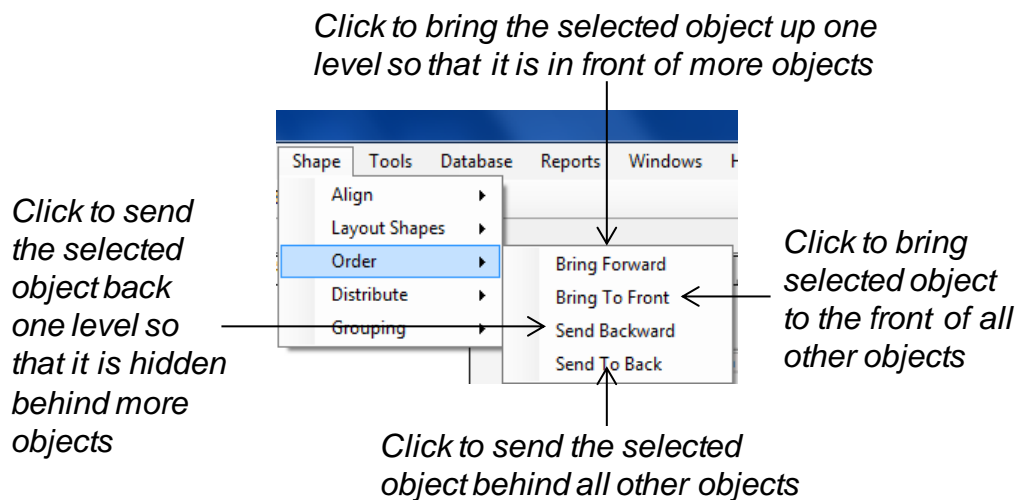 Click to bring the selected object up one
level so that it is in front of more objects
Shape Tools Database Reports Windows
Align
Layout Shapes
Order
Distribute
Grouping
Bring Forward
Bring To Front
Send Backward
Send To Back
Click to send
the selected
object back
one level so
that it is hidden
behind more
objects
Click to bring
selected object
to the front of all
other objects
Click to send the selected
object behind all other objects